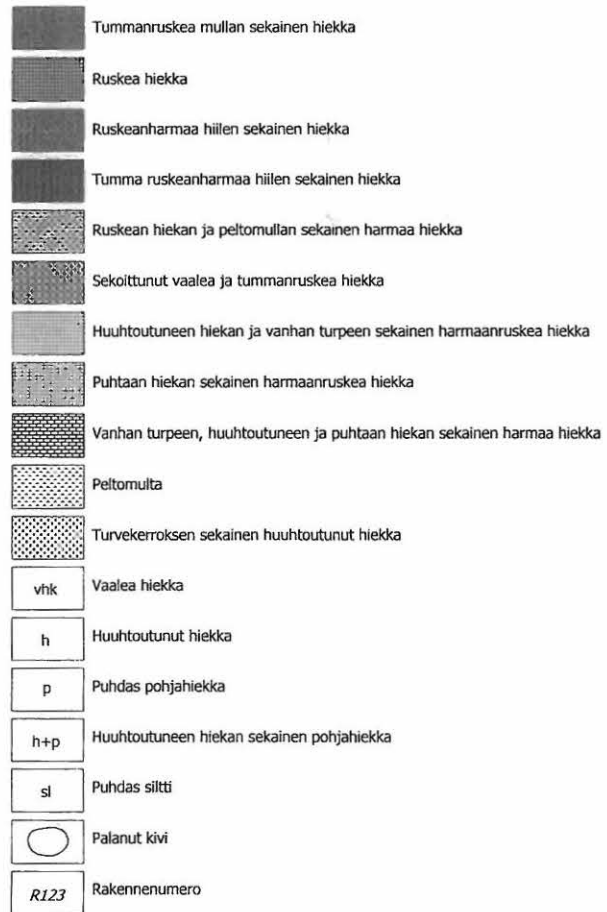 Tummanruskea mullan sekainen hiekka
Ruskea hiekka
Ruskeanharmaa hiilen sekainen hiekka
Tumma ruskeanharmaa hiilen sekainen hiekka
Ruskean hiekan ja peltomullan sekainen harmaa hiekka
Sekoittunut vaalea ja tummanruskea hiekka
Huuhtoutuneen hiekan ja vanhan turpeen sekainen harmaanruskea hiekka
Puhtaan hiekan sekainen harmaanruskea hiekka
Vanhan turpeen, huuhtoutuneen ja puhtaan hiekan sekainen harmaa hiekka
Peltomulta
Turvekerroksen sekainen huuhtoutunut hiekka
vhk Vaalea hiekka
h Huuhtoutunut hiekka
p Puhdas pohjahiekka
h+p Huuhtoutuneen hiekan sekainen pohjahiekka
sl Puhdas siltti
Palanut kivi
R123 Rakennenumero